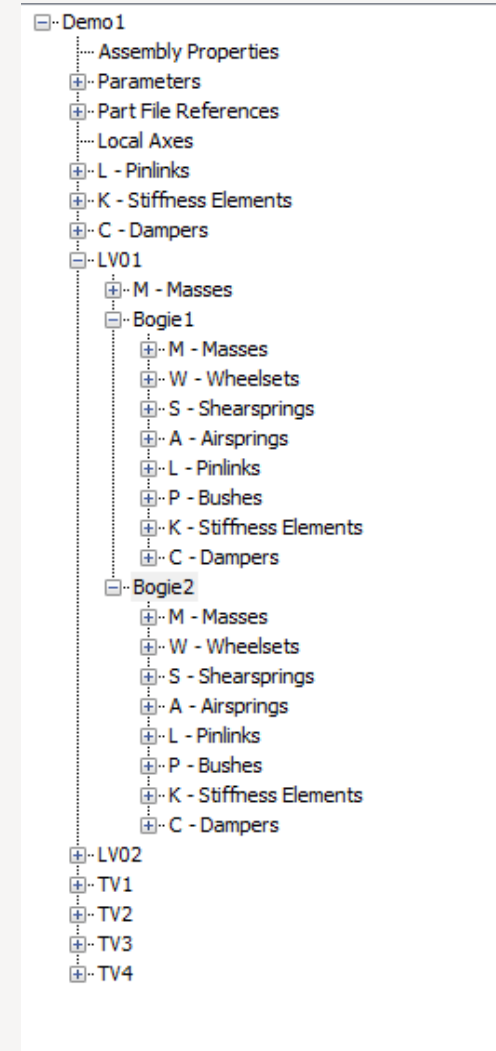 Demo1
Assembly Properties
Parameters
Part File References
Local Axes
L - Pinlinks
K - Stiffness Elements
C - Dampers
LV01
M - Masses
Bogie1
M - Masses
W - Wheelsets
S - Shearsprings
A - Airsprings
L - Pinlinks
P - Bushes
K - Stiffness Elements
C - Dampers
Bogie2
M - Masses
W - Wheelsets
S - Shearsprings
A - Airsprings
L - Pinlinks
P - Bushes
K - Stiffness Elements
C - Dampers
LV02
TV1
TV2
TV3
TV4